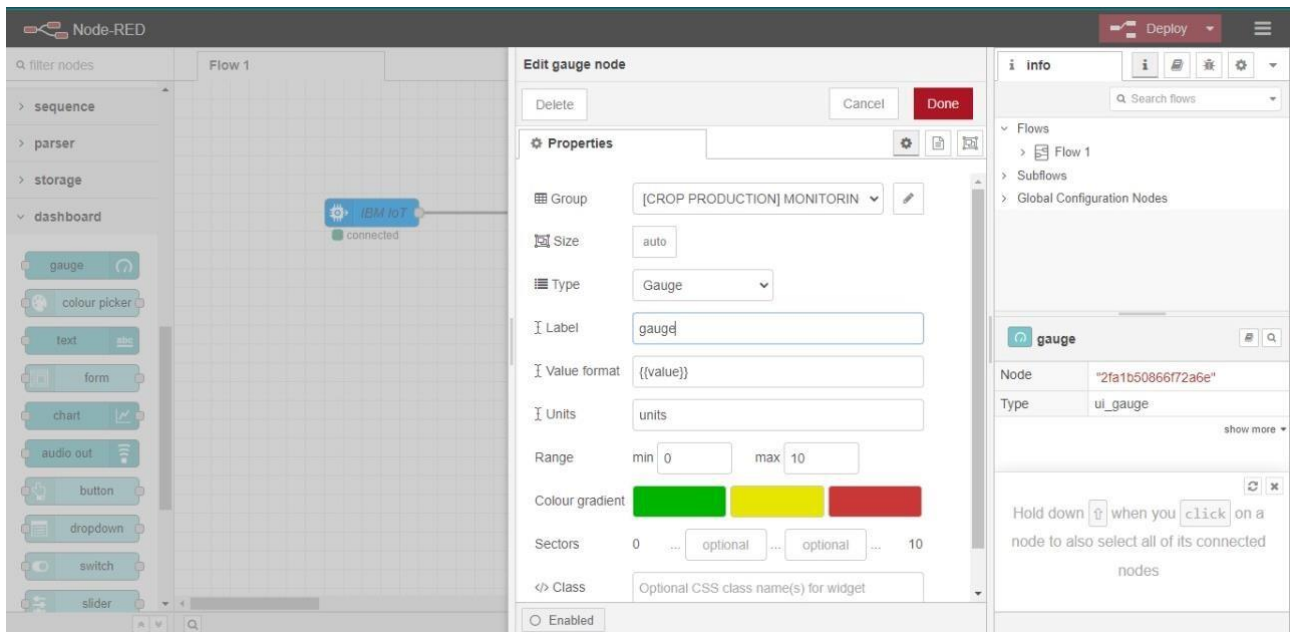 Node-RED
Deploy
filter nodes
sequence
parser
storage
dashboard
gauge
colour picker
text
abc
form
chart
audio out
button
dropdown
switch
slider
Flow 1
IBM IoT
connected
Edit gauge node
Delete
Cancel
Done
Properties
Group
[CROP PRODUCTION] MONITORIN
Size
auto
Type
Gauge
Label
gauge
Value format
{{value}}
Units
units
Range
min 0
max 10
Colour gradient
Sectors
0 ... optional ... optional ... 10
</> Class
Optional CSS class name(s) for widget
Enabled
i info
i
Search flows
Flows
Flow 1
Subflows
Global Configuration Nodes
gauge
Node "2fa1b50866f72a6e"
Type ui_gauge
show more
Hold down ⇧ when you click on a
node to also select all of its connected
nodes